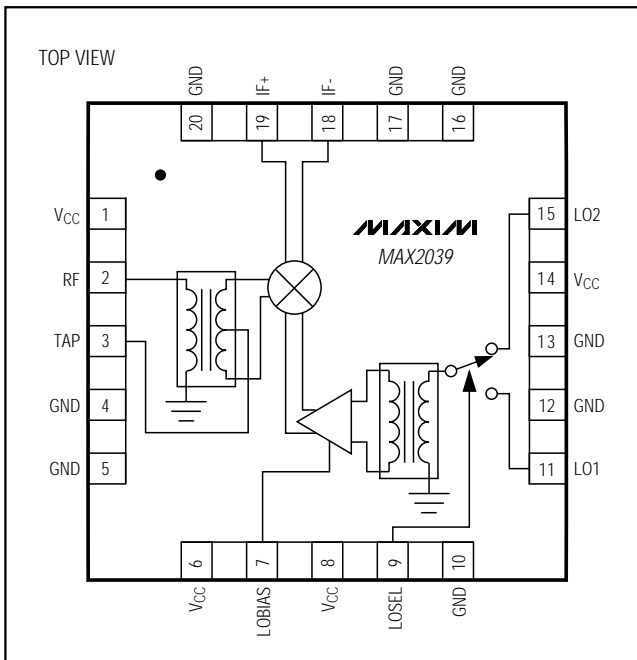 TOP VIEW
GND IF+ IF- GND GND
20 19 18 17 16
VCC 1
RF 2
TAP 3
GND 4
GND 5
MAXIM
MAX2039
15 LO2
14 VCC
13 GND
12 GND
11 LO1
6 7 8 9 10
VCC LOBIAS VCC LOSEL GND